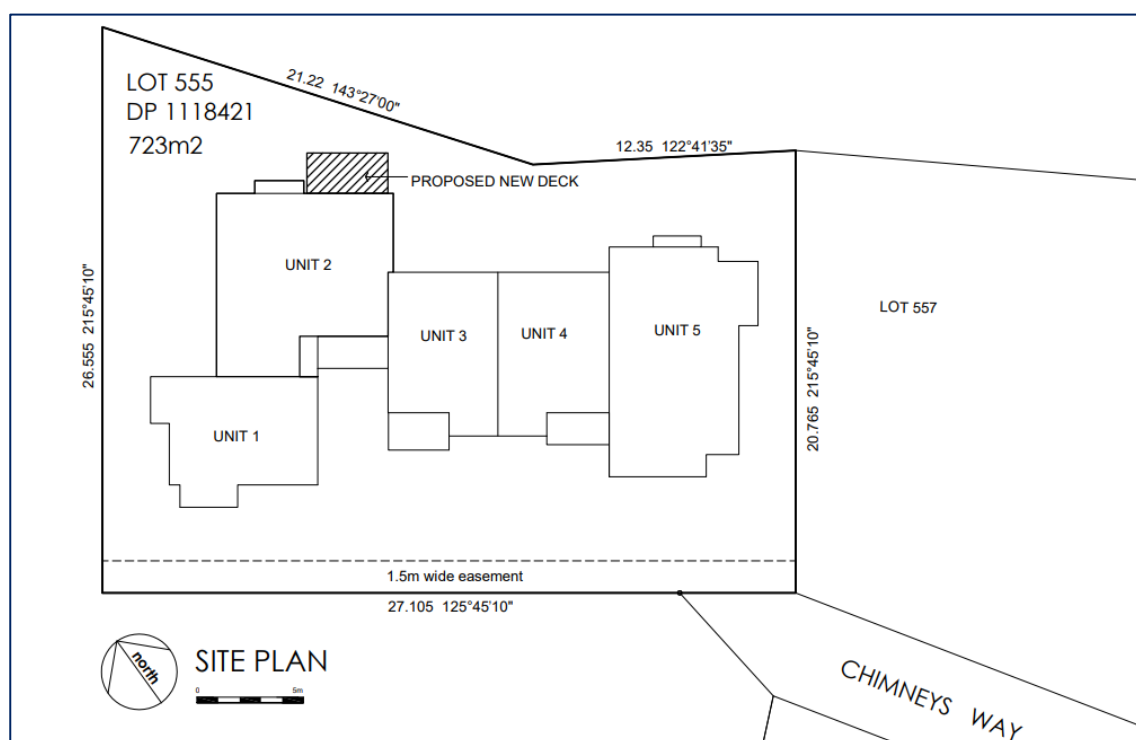 LOT 555
DP 1118421
723m2
21.22 143°27'00"
12.35 122°41'35"
PROPOSED NEW DECK
UNIT 2
26.555 215°45'10"
UNIT 3
UNIT 4
UNIT 5
LOT 557
20.765 215°45'10"
UNIT 1
1.5m wide easement
27.105 125°45'10"
north
SITE PLAN
0 5m
CHIMNEYS WAY